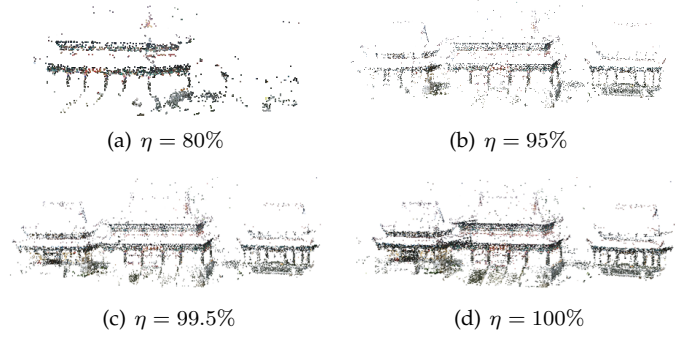 (a) η = 80%
(b) η = 95%
(c) η = 99.5%
(d) η = 100%